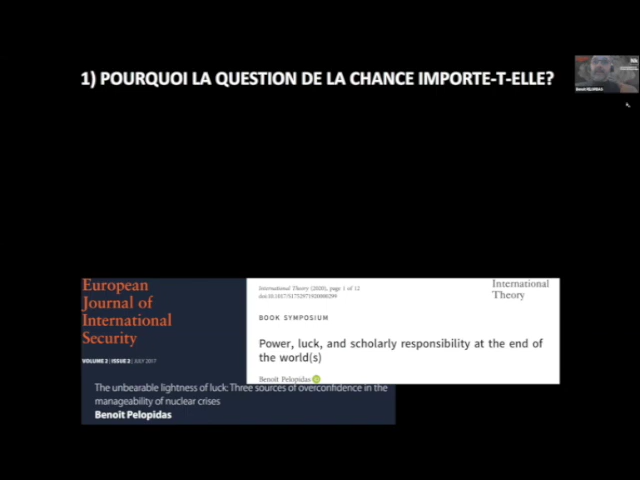 1) POURQUOI LA QUESTION DE LA CHANCE IMPORTE-T-ELLE?
Benoit PELOPIDAS
European
Journal of
International
Security
VOLUME 2 | ISSUE 2 | JULY 2017
The unbearable lightness of luck: Three sources of overconfidence in the
manageability of nuclear crises
Benoît Pelopidas
International Theory (2020), page 1 of 12
International
Theory
BOOK SYMPOSIUM
Power, luck, and scholarly responsibility at the end of
the world(s)
Benoît Pelopidas